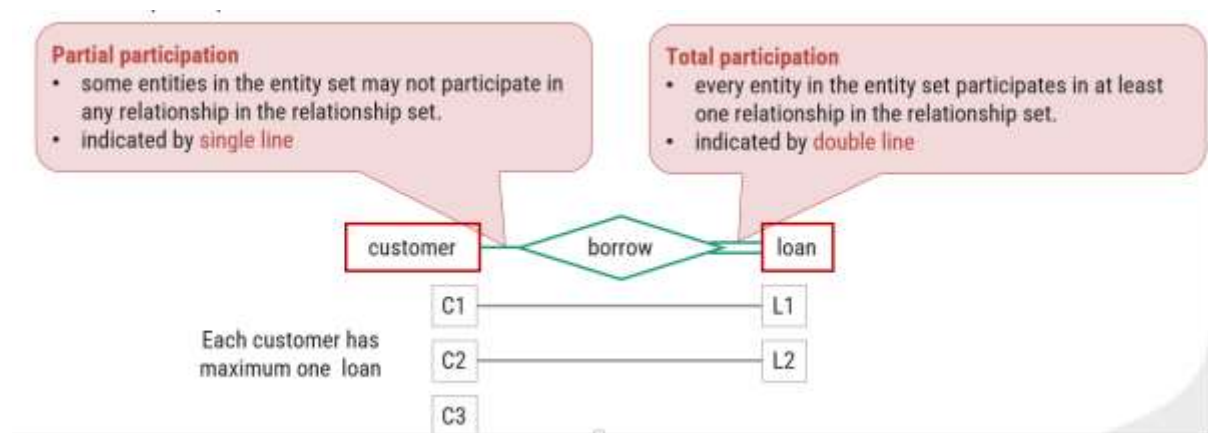 Partial participation
• some entities in the entity set may not participate in
any relationship in the relationship set.
• indicated by single line
Total participation
• every entity in the entity set participates in at least
one relationship in the relationship set.
• indicated by double line
customer
borrow
loan
C1
L1
Each customer has
maximum one loan
C2
L2
C3